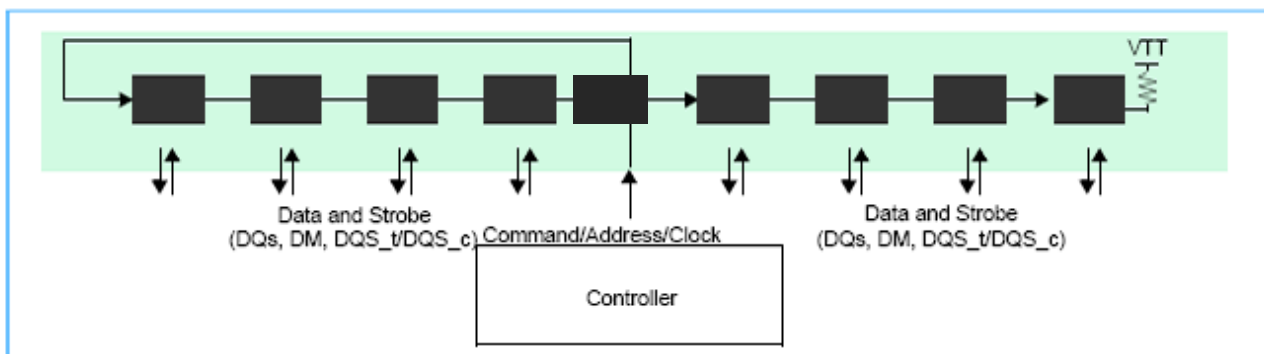 VTT
Data and Strobe
(DQs, DM, DQS_t/DQS_c)
Command/Address/Clock
Data and Strobe
(DQs, DM, DQS_t/DQS_c)
Controller